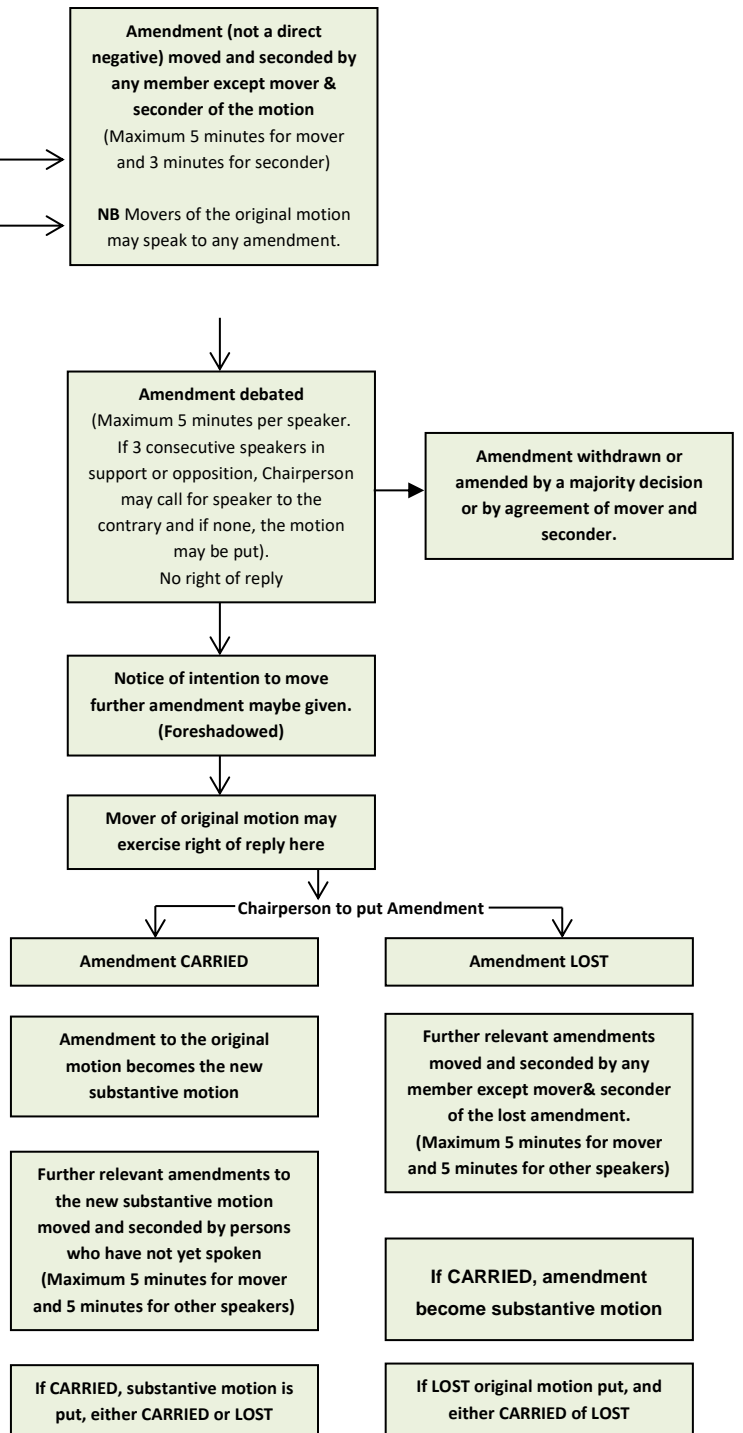 Amendment (not a direct
negative) moved and seconded by
any member except mover &
seconder of the motion
(Maximum 5 minutes for mover
and 3 minutes for seconder)
NB Movers of the original motion
may speak to any amendment.
Amendment debated
(Maximum 5 minutes per speaker.
If 3 consecutive speakers in
support or opposition, Chairperson
may call for speaker to the
contrary and if none, the motion
may be put).
No right of reply
Amendment withdrawn or
amended by a majority decision
or by agreement of mover and
seconder.
Notice of intention to move
further amendment maybe given.
(Foreshadowed)
Mover of original motion may
exercise right of reply here
Chairperson to put Amendment
Amendment CARRIED
Amendment to the original
motion becomes the new
substantive motion
Further relevant amendments to
the new substantive motion
moved and seconded by persons
who have not yet spoken
(Maximum 5 minutes for mover
and 5 minutes for other speakers)
If CARRIED, substantive motion is
put, either CARRIED or LOST
Amendment LOST
Further relevant amendments
moved and seconded by any
member except mover& seconder
of the lost amendment.
(Maximum 5 minutes for mover
and 5 minutes for other speakers)
If CARRIED, amendment
become substantive motion
If LOST original motion put, and
either CARRIED of LOST